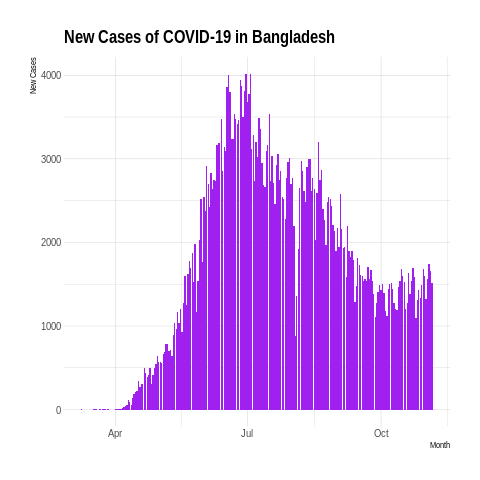 New Cases of COVID-19 in Bangladesh
New Cases
4000
3000
2000
1000
0
Apr
Jul
Oct
Month